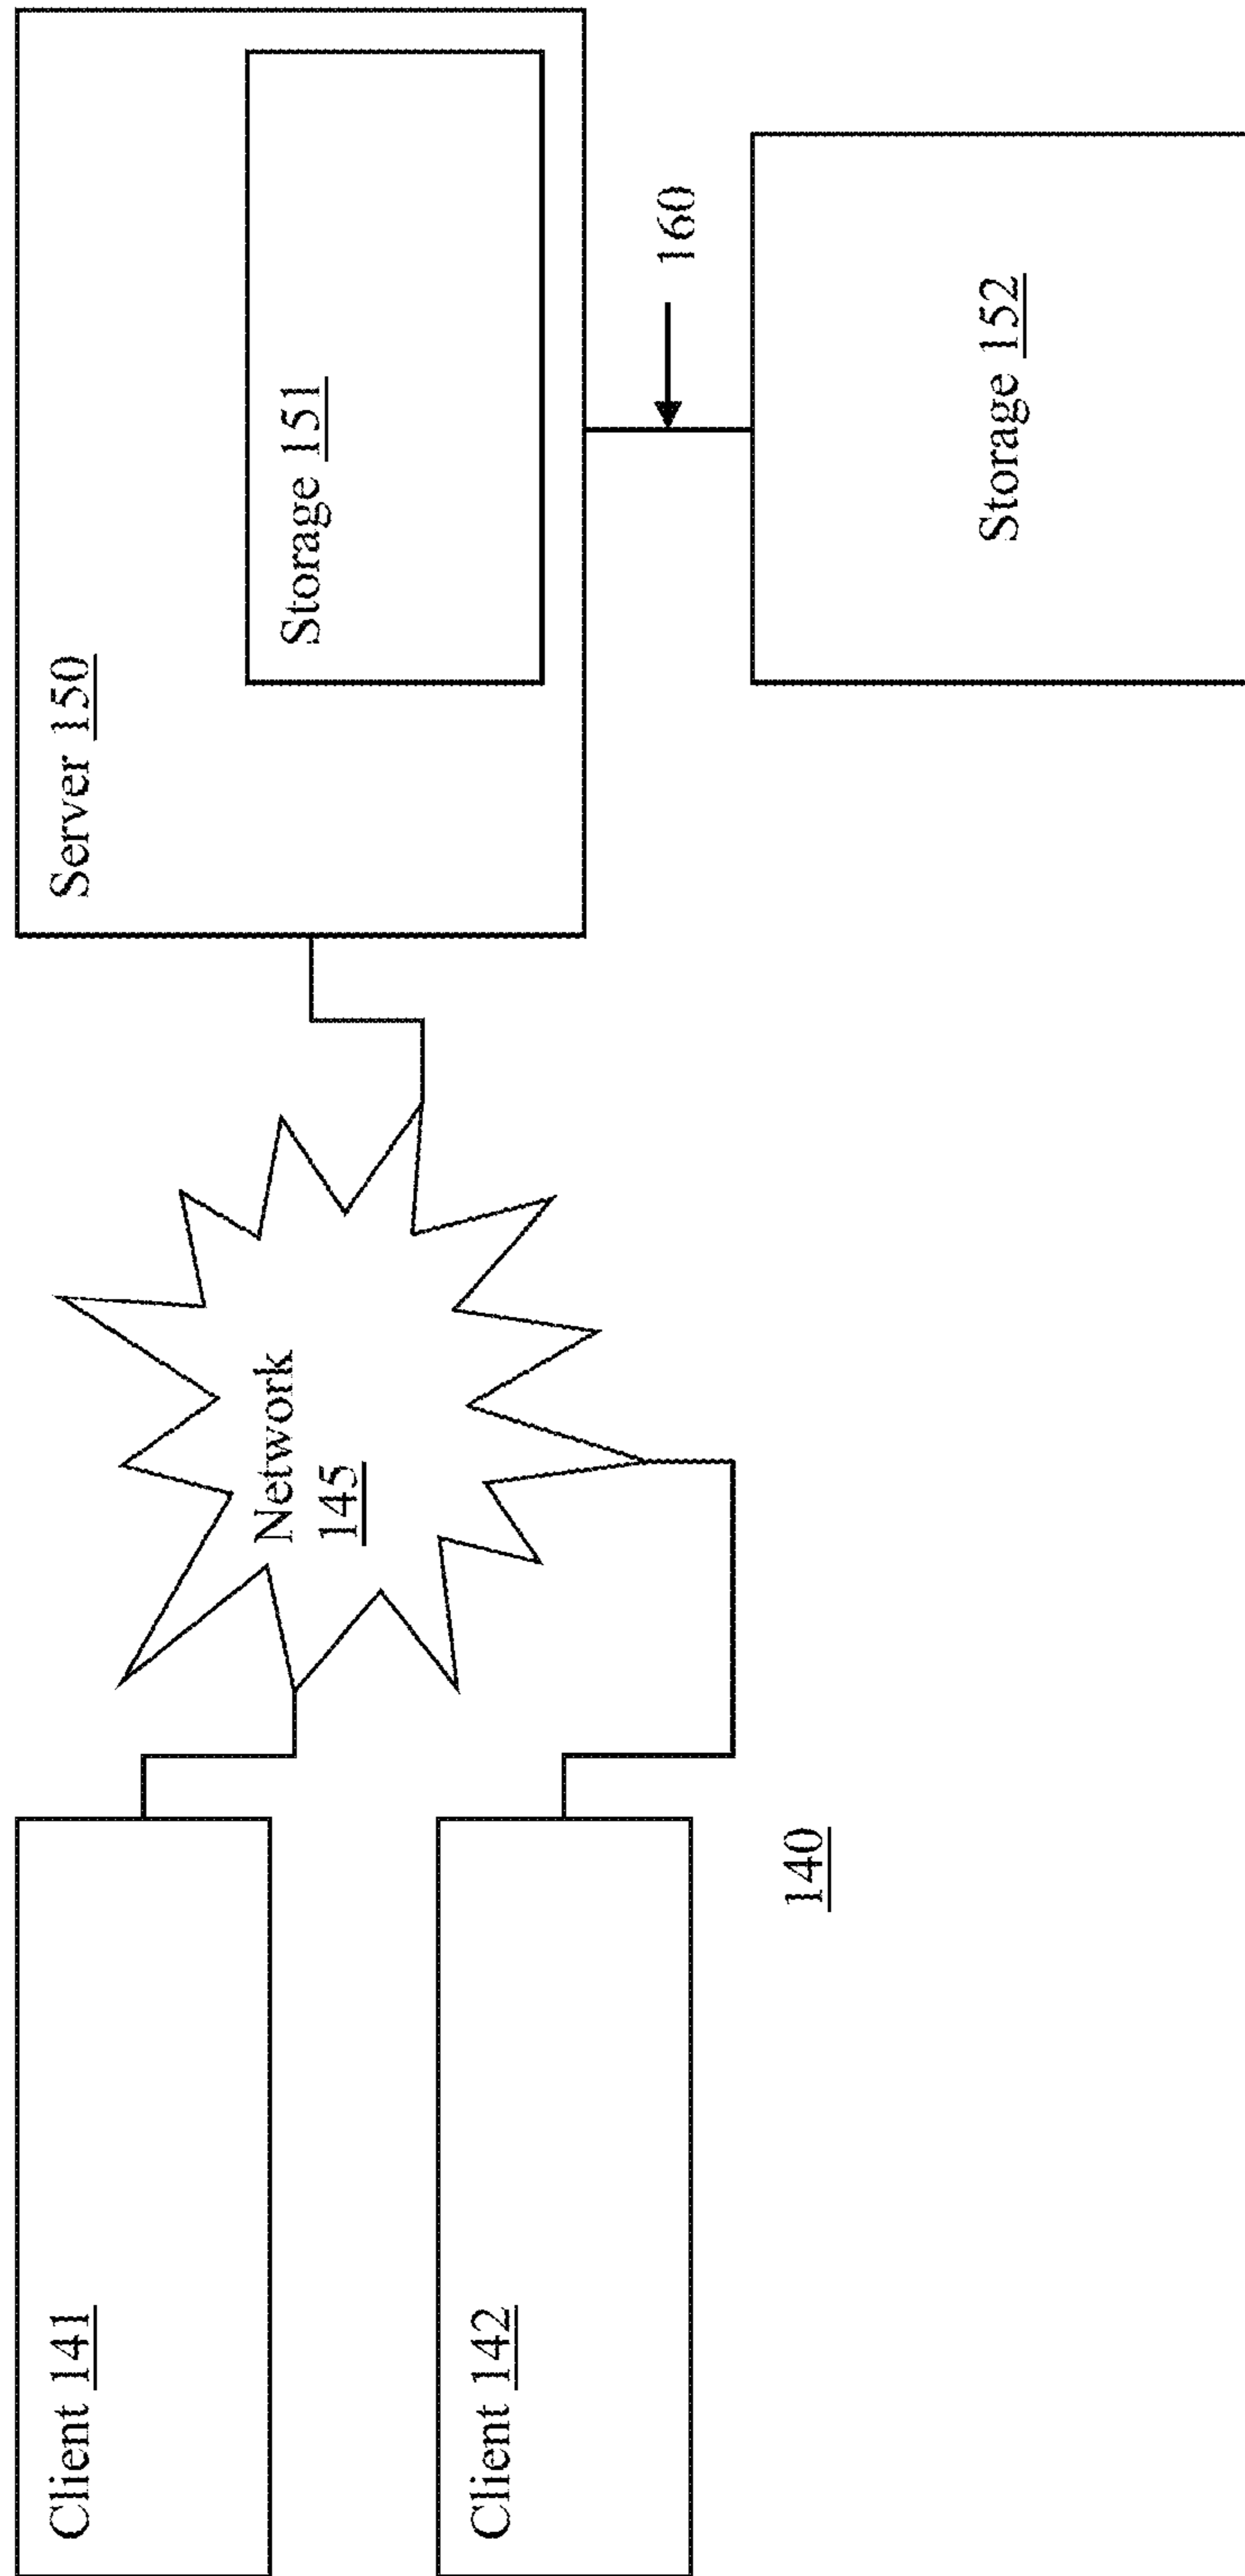 Client 141
Client 142
140
Network
145
Server 150
Storage 151
160
Storage 152